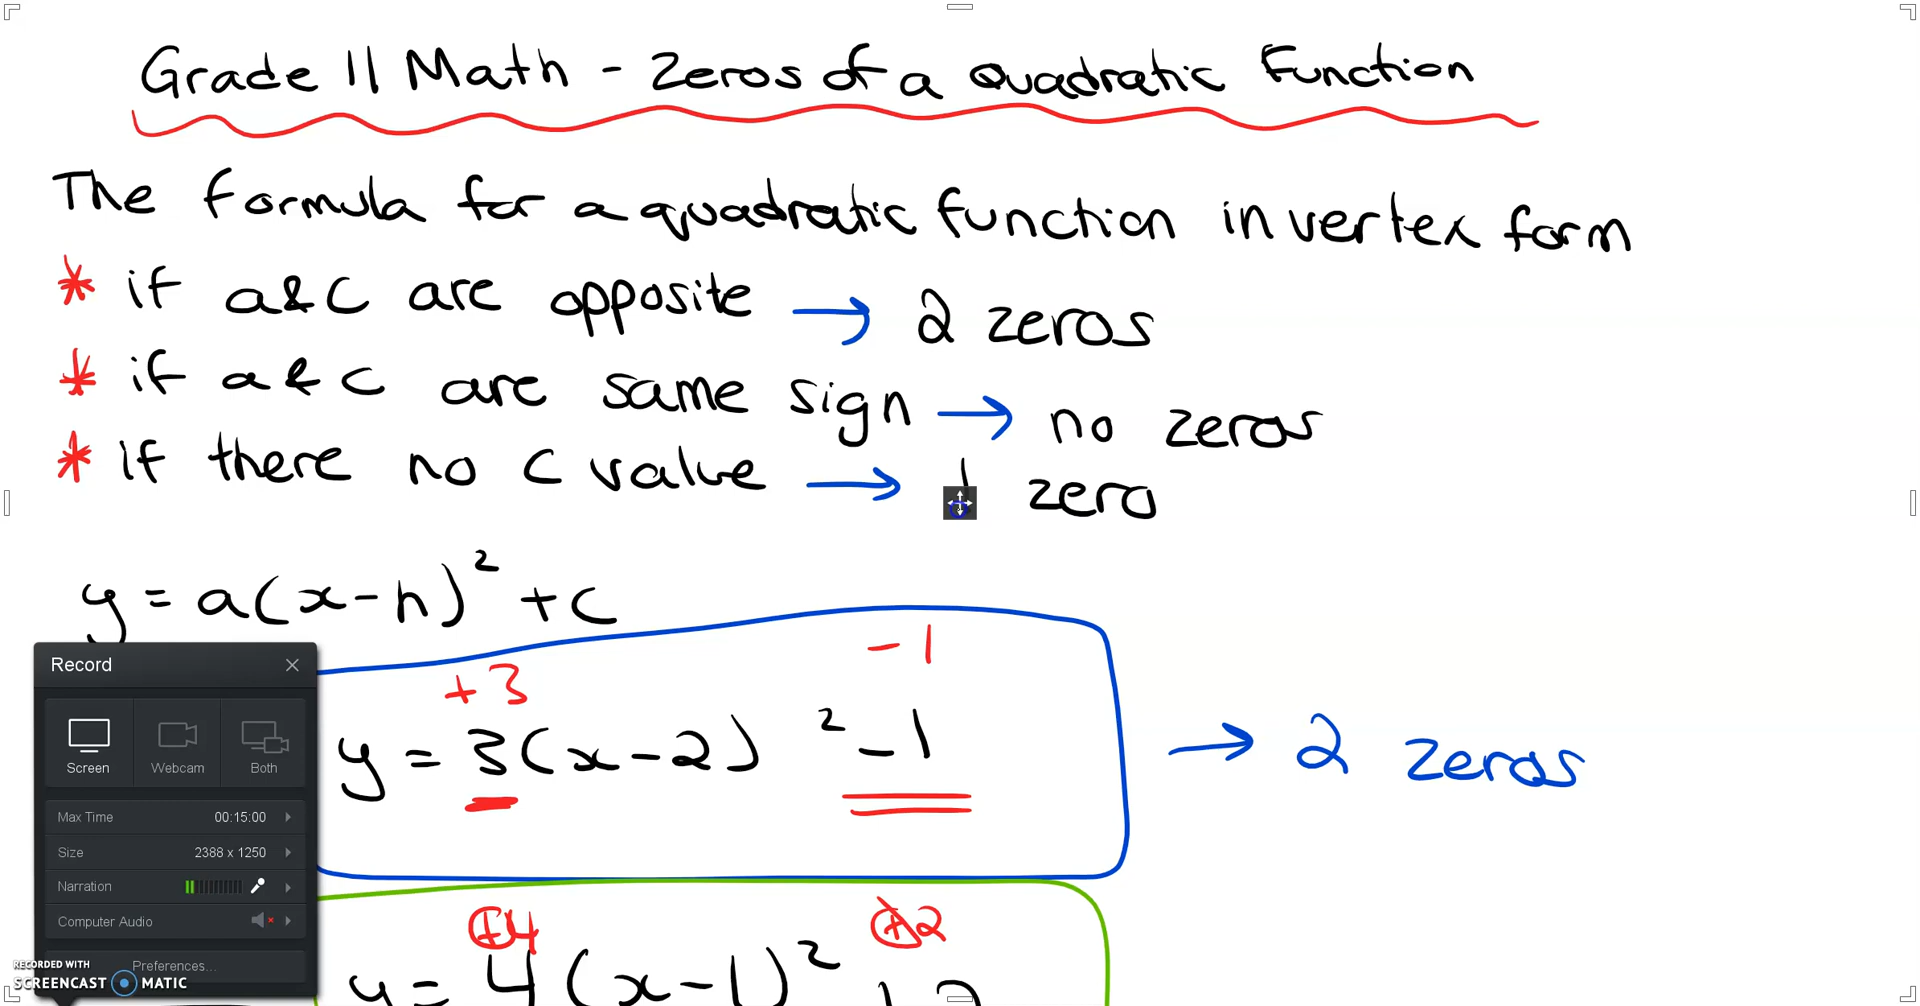 Grade 11 Math - Zeros of a Quadratic Function
The formula for a quadratic function in vertex form
* if a & c are opposite → 2 zeros
* if a & c are same sign → no zeros
* if there no c value → 1 zero
y = a(x-h)² + c
+3 -1
y = 3(x-2)² -1 → 2 zeros
+4 +2
y = 4(x-1)² +2
Record
Screen Webcam Both
Max Time 00:15:00
Size 2388 x 1250
Narration
Computer Audio
Preferences...
RECORDED WITH
SCREENCAST MATIC